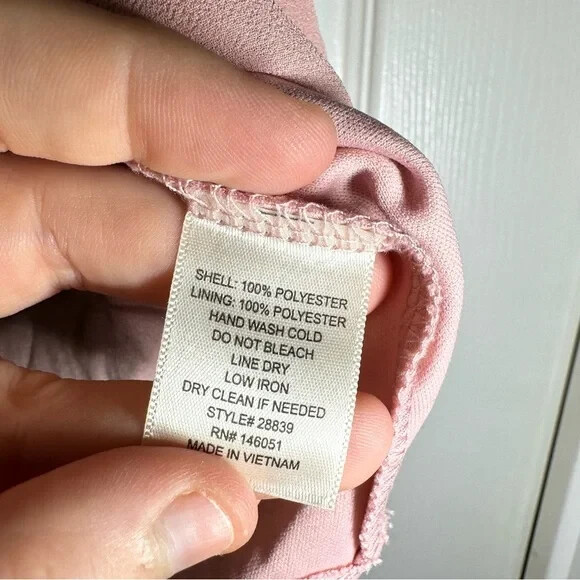 SHELL: 100% POLYESTER
LINING: 100% POLYESTER
HAND WASH COLD
DO NOT BLEACH
LINE DRY
LOW IRON
DRY CLEAN IF NEEDED
STYLE# 28839
RN# 146051
MADE IN VIETNAM